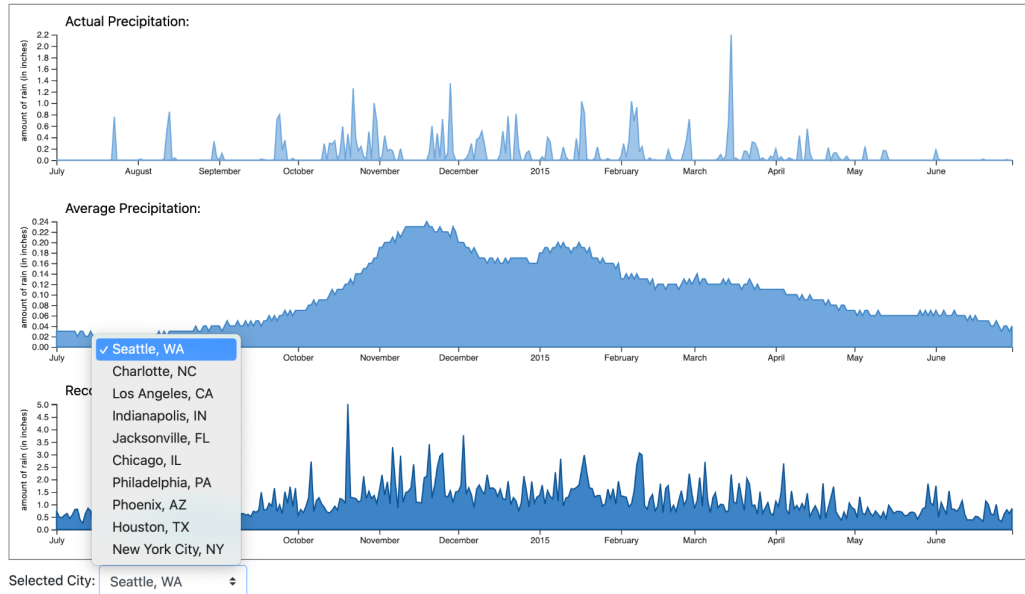 Actual Precipitation:
amount of rain (in inches)
2.2
2.0
1.8
1.6
1.4
1.2
1.0
0.8
0.6
0.4
0.2
0.0
July August September October November December 2015 February March April May June
Average Precipitation:
amount of rain (in inches)
0.24
0.22
0.20
0.18
0.16
0.14
0.12
0.10
0.08
0.06
0.04
0.02
0.00
July October November December 2015 February March April May June
Reco
amount of rain (in inches)
5.0
4.5
4.0
3.5
3.0
2.5
2.0
1.5
1.0
0.5
0.0
July October November December 2015 February March April May June
✓ Seattle, WA
Charlotte, NC
Los Angeles, CA
Indianapolis, IN
Jacksonville, FL
Chicago, IL
Philadelphia, PA
Phoenix, AZ
Houston, TX
New York City, NY
Selected City: Seattle, WA